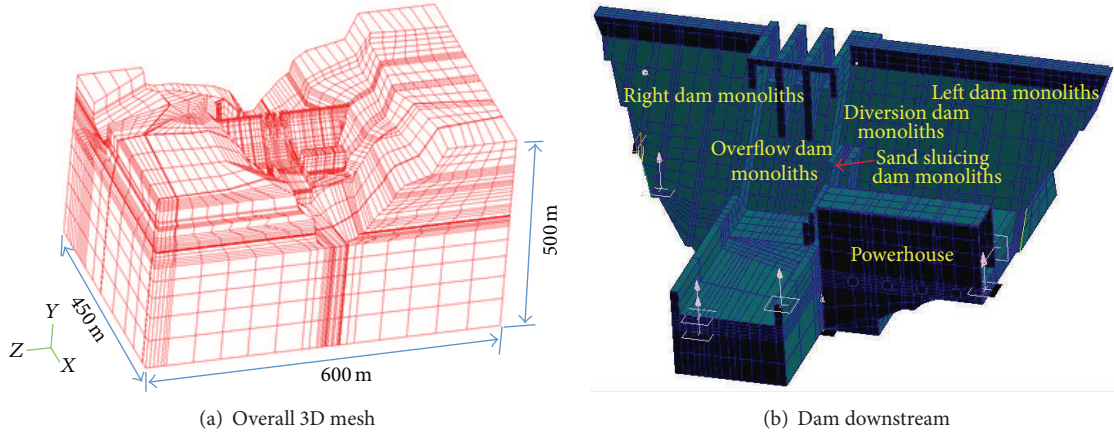 500 m
450 m
Y
Z
X
600 m
(a) Overall 3D mesh
Right dam monoliths
Left dam monoliths
Diversion dam
monoliths
Overflow dam
monoliths
Sand sluicing
dam monoliths
Powerhouse
(b) Dam downstream